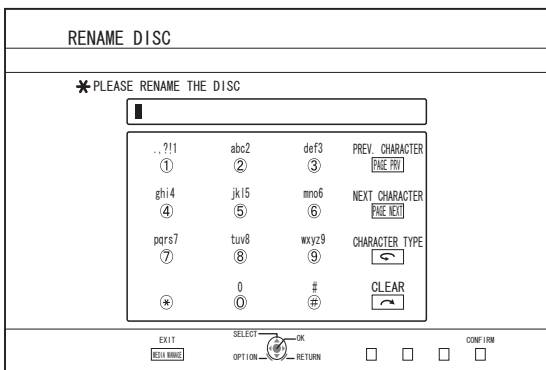 RENAME DISC
✱PLEASE RENAME THE DISC
.,?!1 abc2 def3 PREV. CHARACTER
① ② ③ PAGE PRV
ghi4 jkl5 mno6 NEXT CHARACTER
④ ⑤ ⑥ PAGE NEXT
pqrs7 tuv8 wxyz9 CHARACTER TYPE
⑦ ⑧ ⑨
0 # CLEAR
✱ ⓪ #
EXIT SELECT OK CONFIRM
MEDIA MANAGE OPTION RETURN